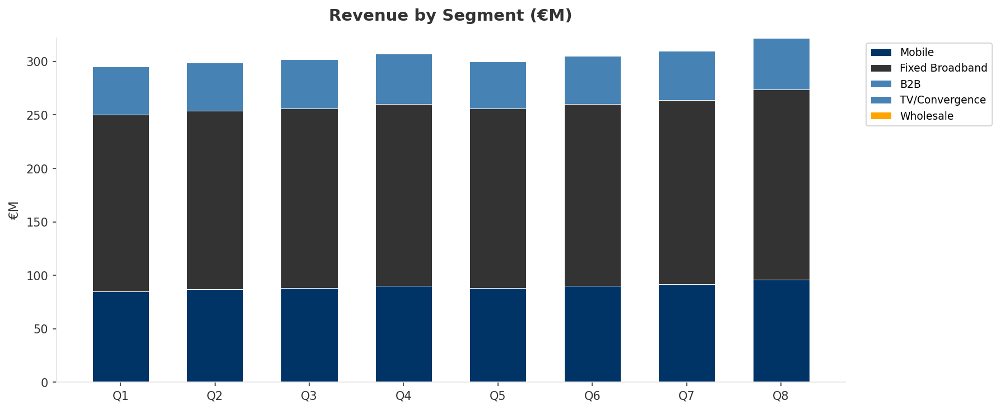 Revenue by Segment (€M)
€M
300
250
200
150
100
50
0
Q1 Q2 Q3 Q4 Q5 Q6 Q7 Q8
Mobile
Fixed Broadband
B2B
TV/Convergence
Wholesale